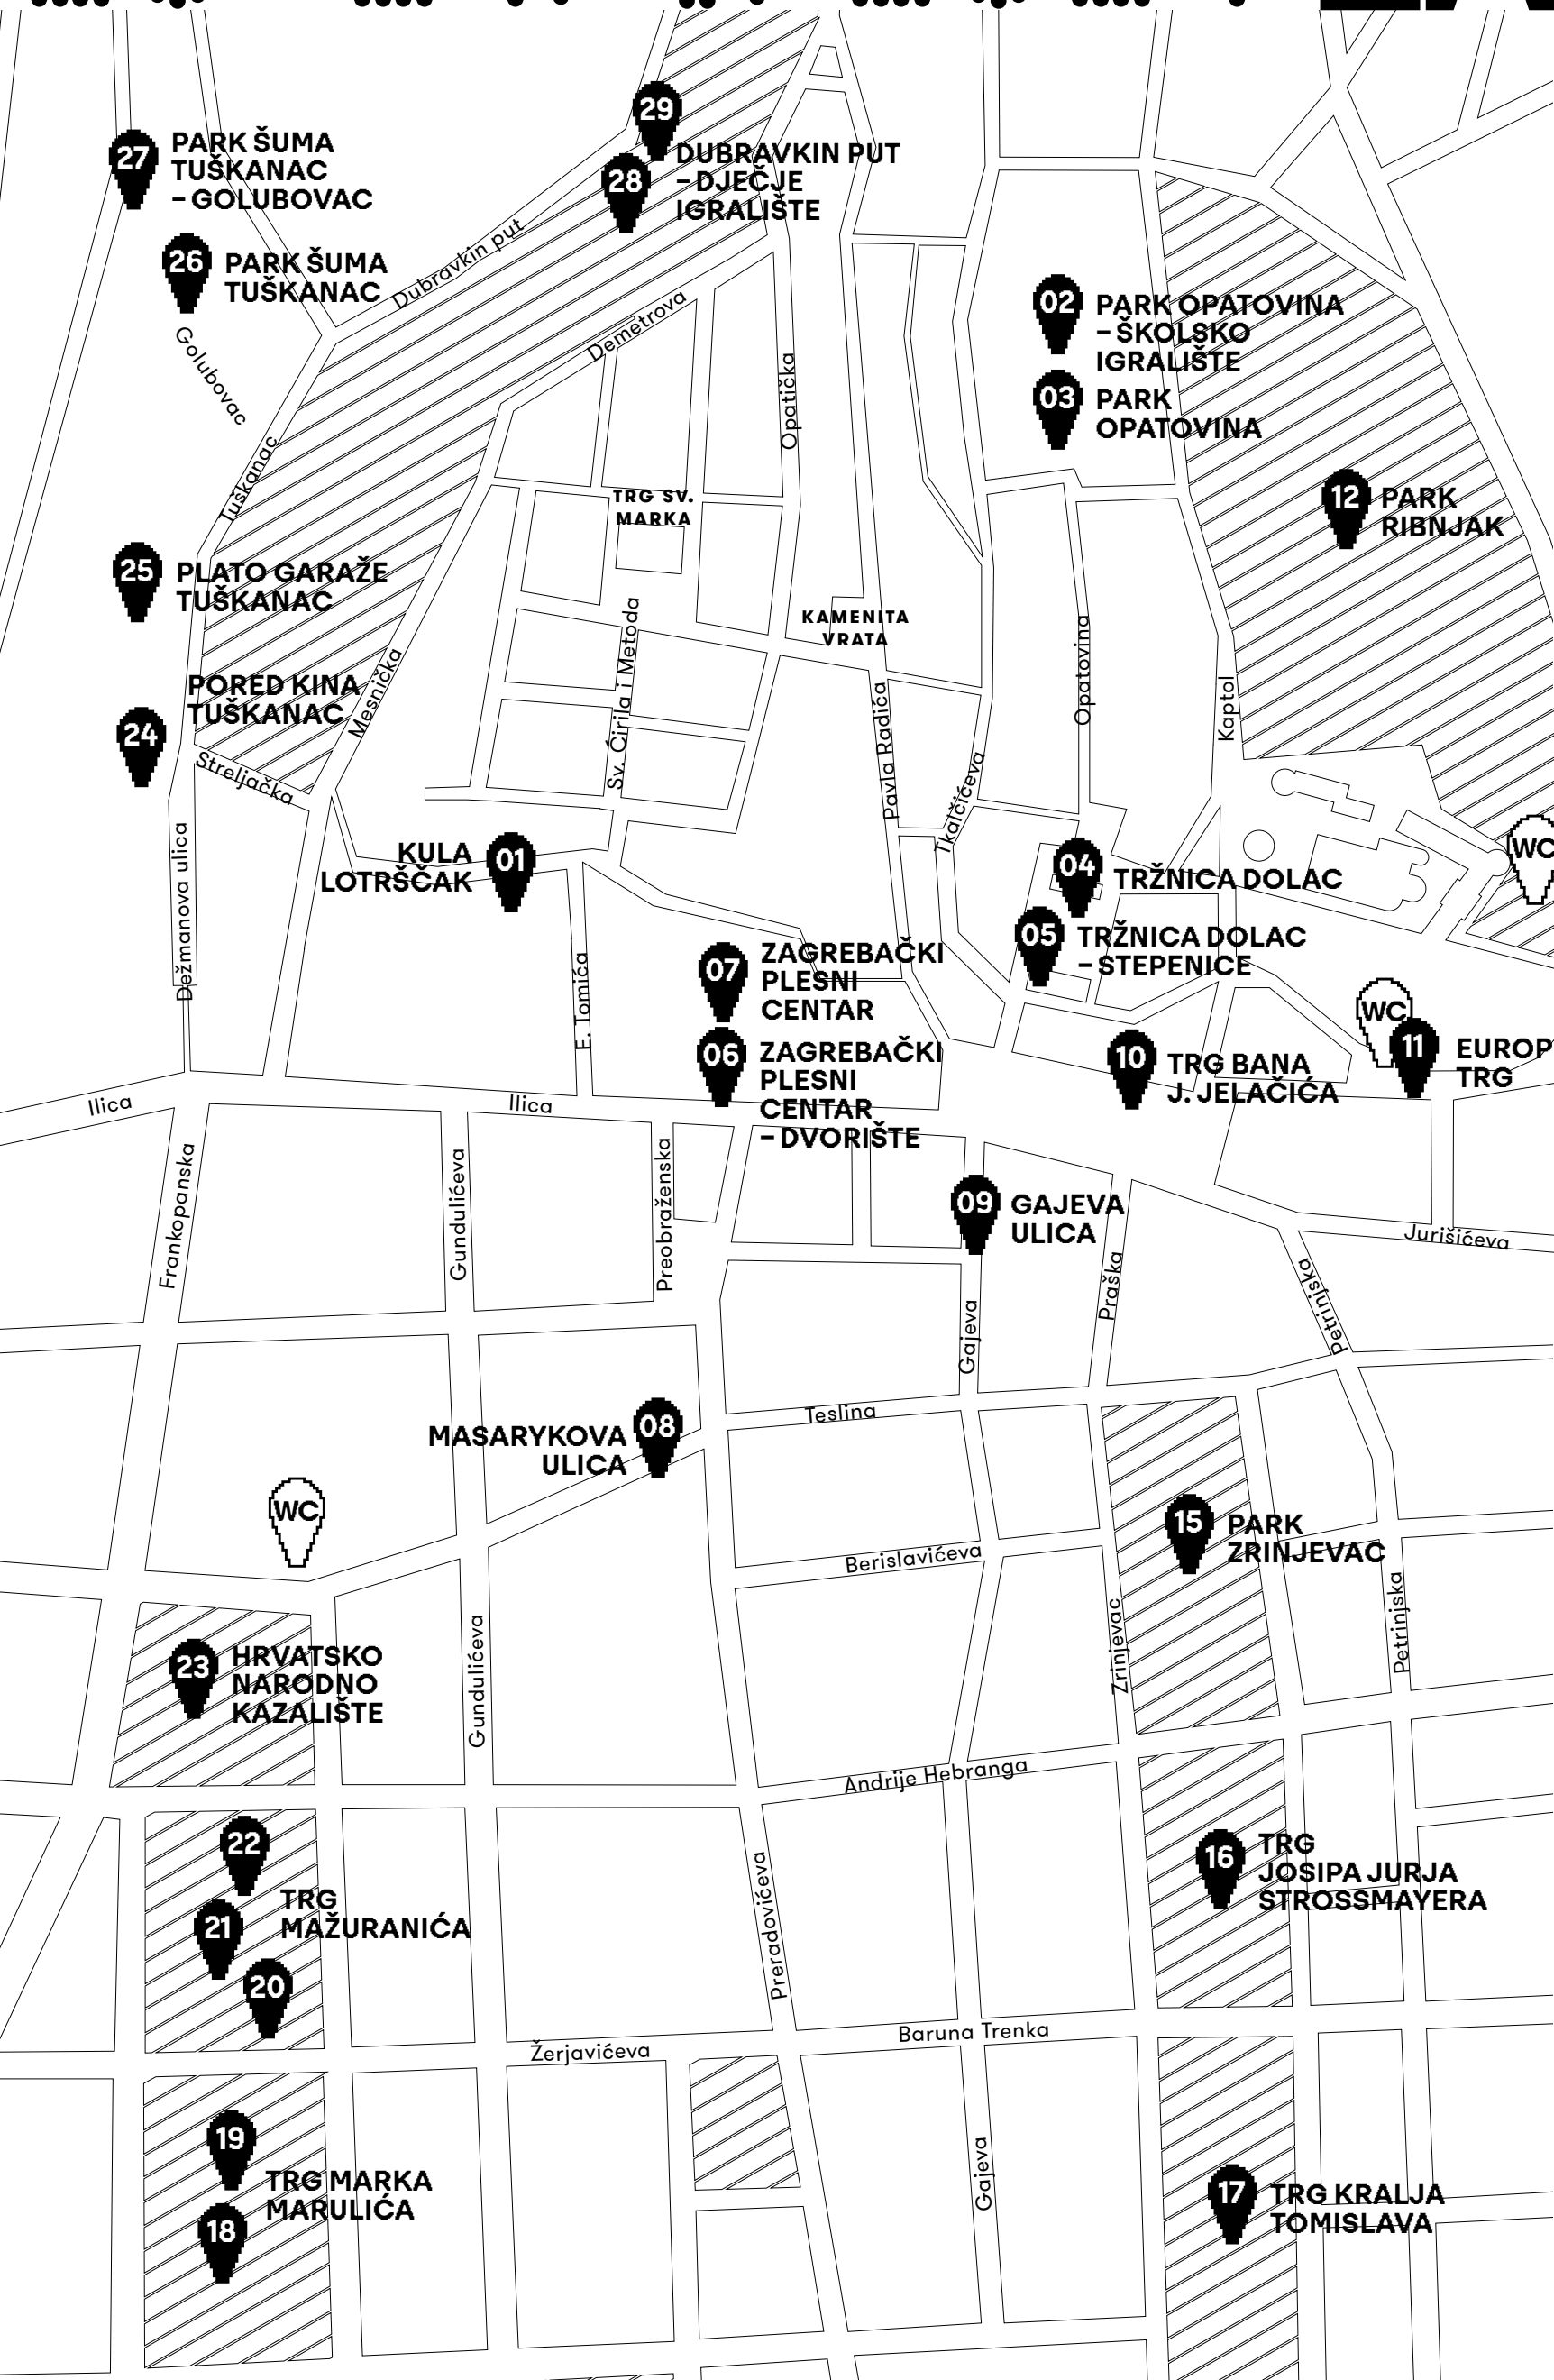 29
27
PARK ŠUMA
TUŠKANAC
– GOLUBOVAC
28
DUBRAVKIN PUT
– DJEČJE
IGRALIŠTE
26
PARK ŠUMA
TUŠKANAC
Dubravkin put
Golubovac
Demetrova
02
PARK OPATOVINA
– ŠKOLSKO
IGRALIŠTE
03
PARK
OPATOVINA
Opatička
Tuškanac
TRG SV.
MARKA
12
PARK
RIBNJAK
25
PLATO GARAŽE
TUŠKANAC
KAMENITA
VRATA
PORED KINA
TUŠKANAC
24
Mesnička
Streljačka
Sv. Ćirila i Metoda
Pavla Radića
Tkalčićeva
Opatovina
Kaptol
Dežmanova ulica
KULA
LOTRŠČAK
01
04
TRŽNICA DOLAC
WC
05
TRŽNICA DOLAC
– STEPENICE
07
ZAGREBAČKI
PLESNI
CENTAR
E. Tomića
06
ZAGREBAČKI
PLESNI
CENTAR
– DVORIŠTE
10
TRG BANA
J. JELAČIĆA
WC
11
EUROP
TRG
Ilica
Ilica
Frankopanska
Gundulićeva
Preobraženska
09
GAJEVA
ULICA
Gajeva
Praška
Petrinjska
Jurišićeva
08
MASARYKOVA
ULICA
Teslina
WC
15
PARK
ZRINJEVAC
Berislavićeva
Zrinjevac
Petrinjska
23
HRVATSKO
NARODNO
KAZALIŠTE
Gundulićeva
Andrije Hebranga
22
21
20
TRG
MAŽURANIĆA
Preradovićeva
16
TRG
JOSIPA JURJA
STROSSMAYERA
Žerjavićeva
Baruna Trenka
19
18
TRG MARKA
MARULIĆA
Gajeva
17
TRG KRALJA
TOMISLAVA